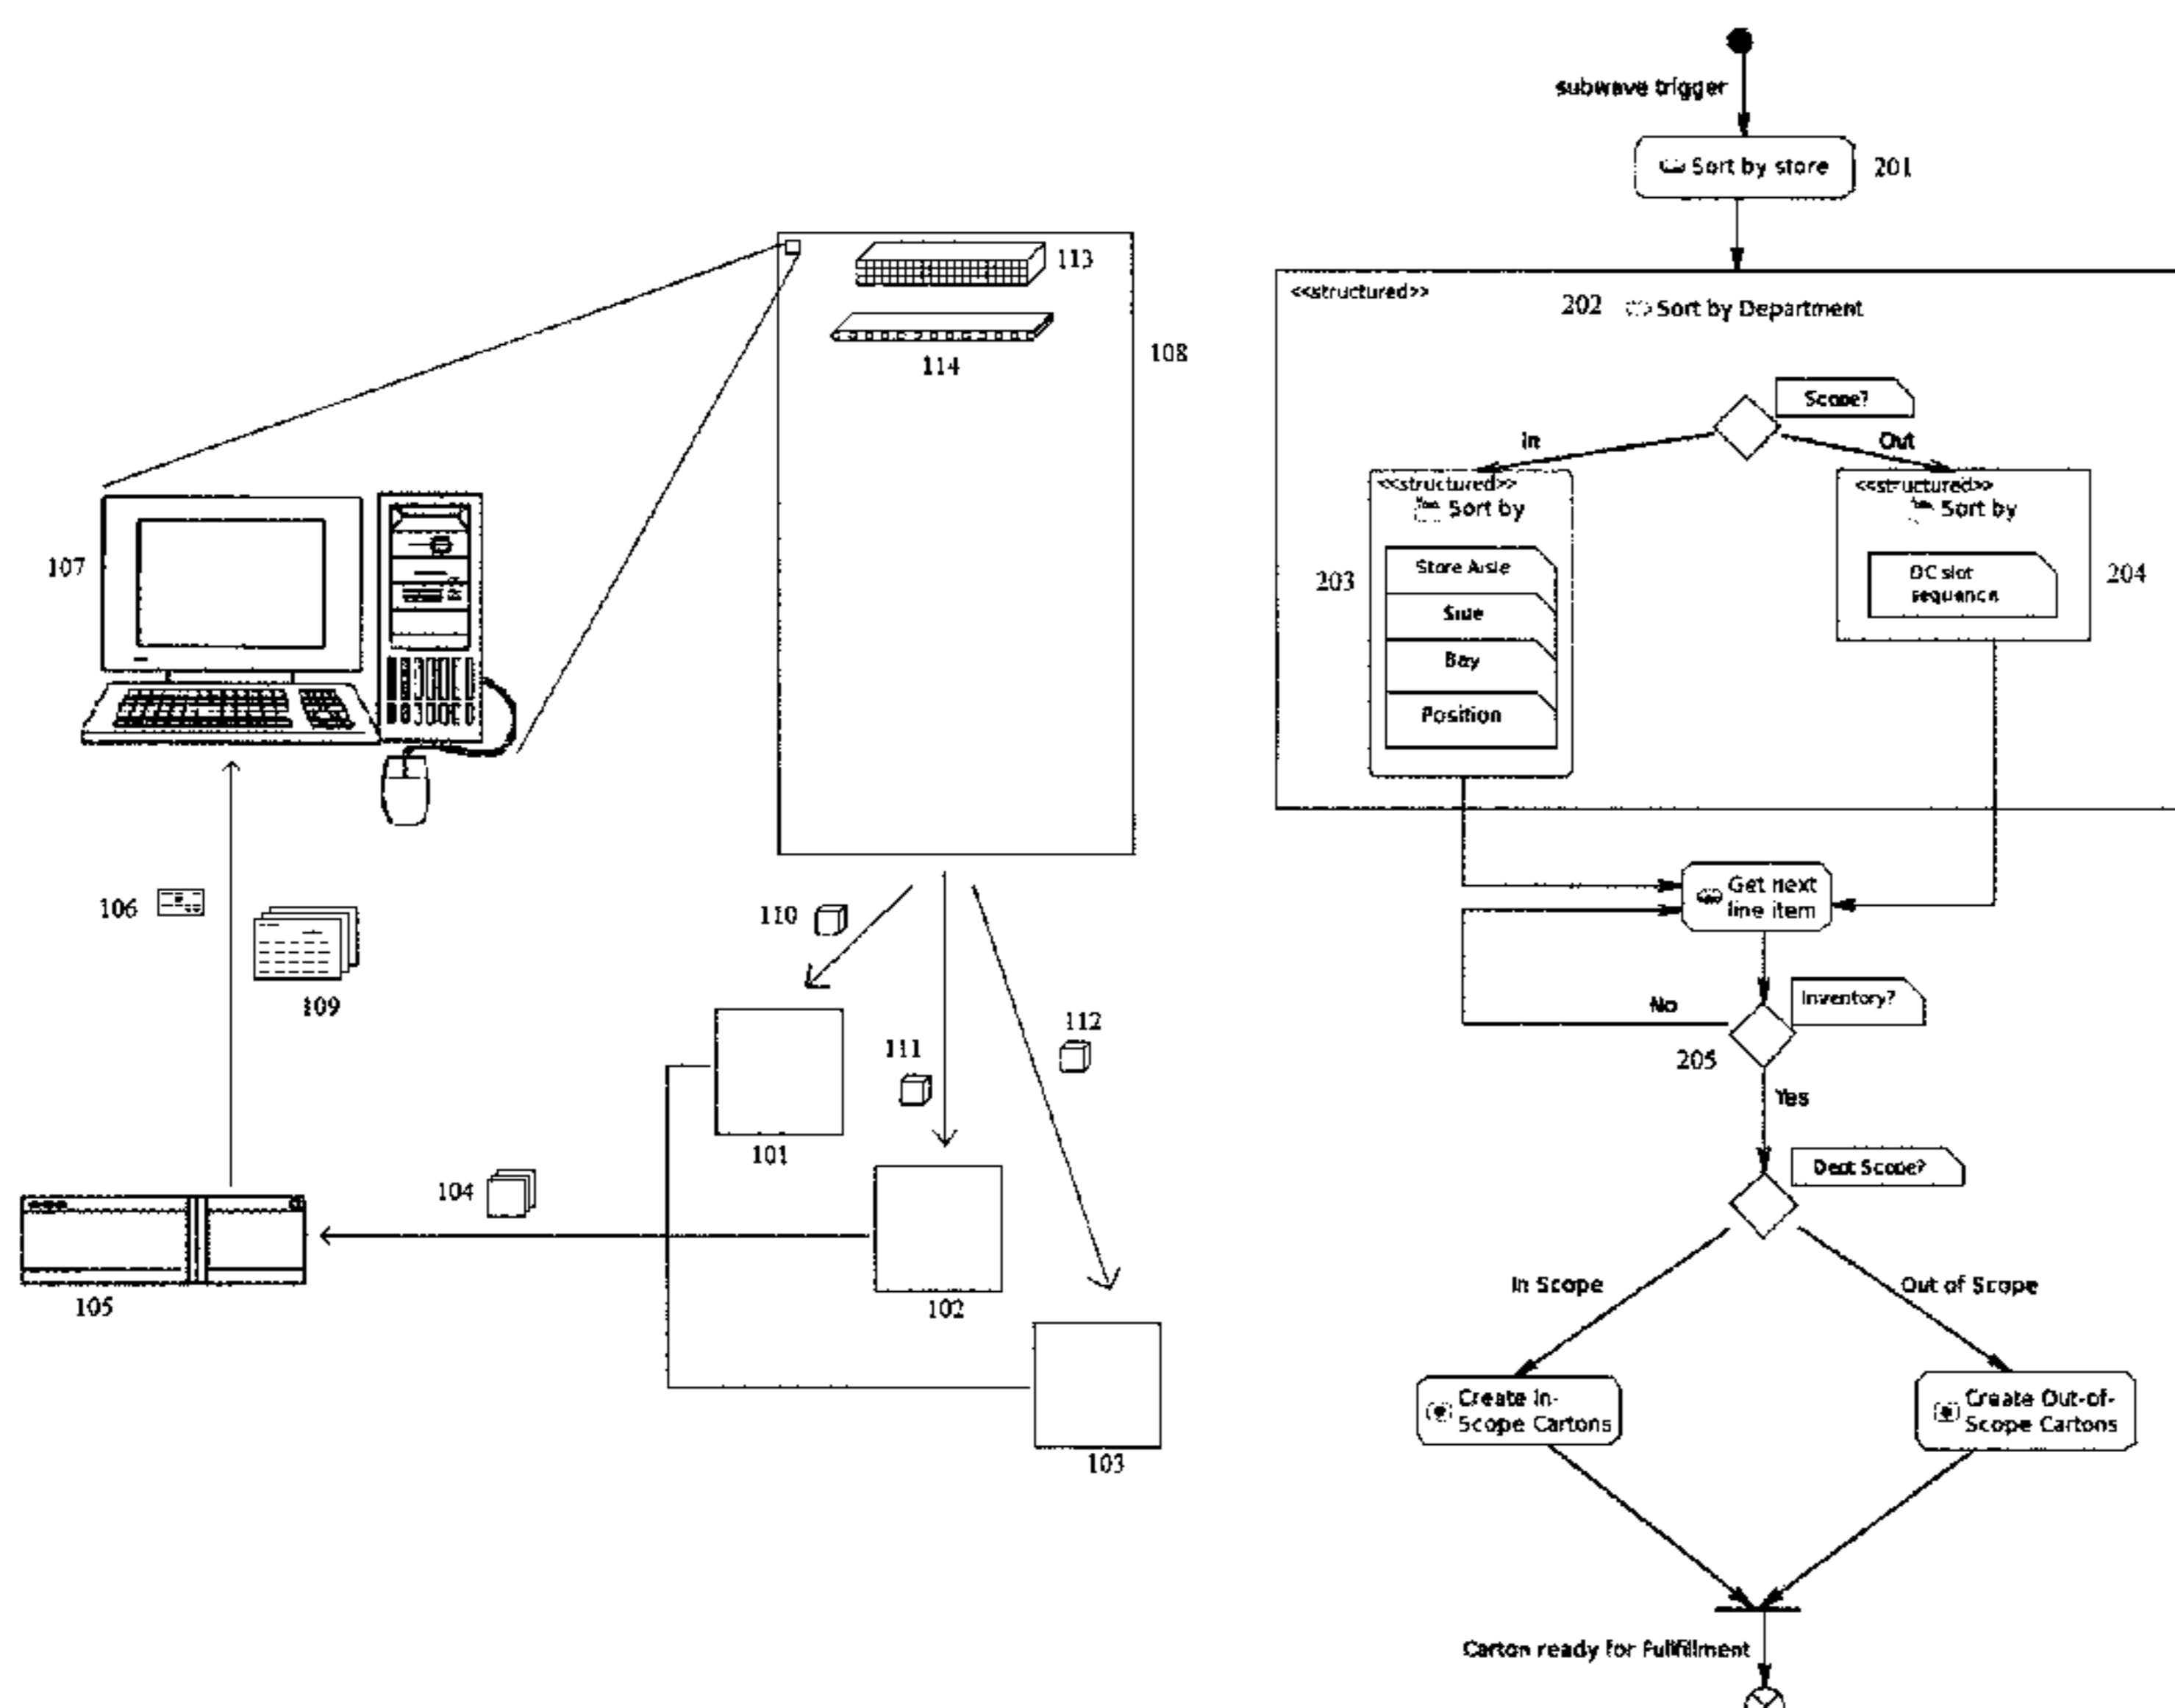 113
114
108
107
106
109
110
111
112
101
104
102
105
103
subwave trigger
Sort by store
201
<<structured>>
202
Sort by Department
Scope?
In
Out
<<structured>>
Sort by
Store Aisle
Side
Bay
Position
203
<<structured>>
Sort by
DC slot
sequence
204
Get next
line item
Inventory?
No
205
Yes
Dept Scope?
In Scope
Out of Scope
Create In-
Scope Cartons
Create Out-of-
Scope Cartons
Carton ready for Fullfillment